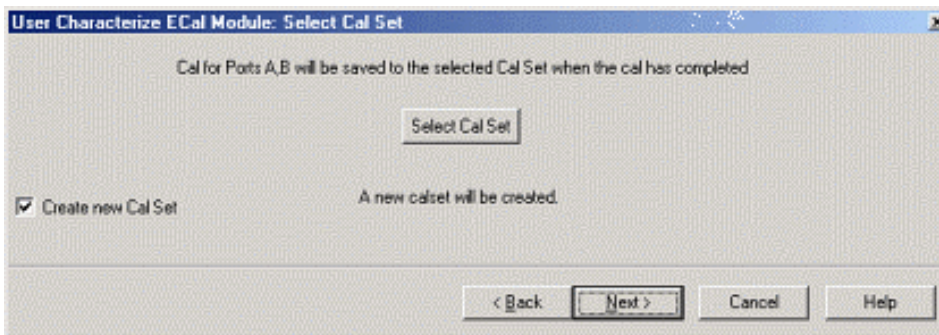 User Characterize ECal Module: Select Cal Set
Cal for Ports A,B will be saved to the selected Cal Set when the cal has completed
Select Cal Set
Create new Cal Set
A new calset will be created.
< Back
Next >
Cancel
Help